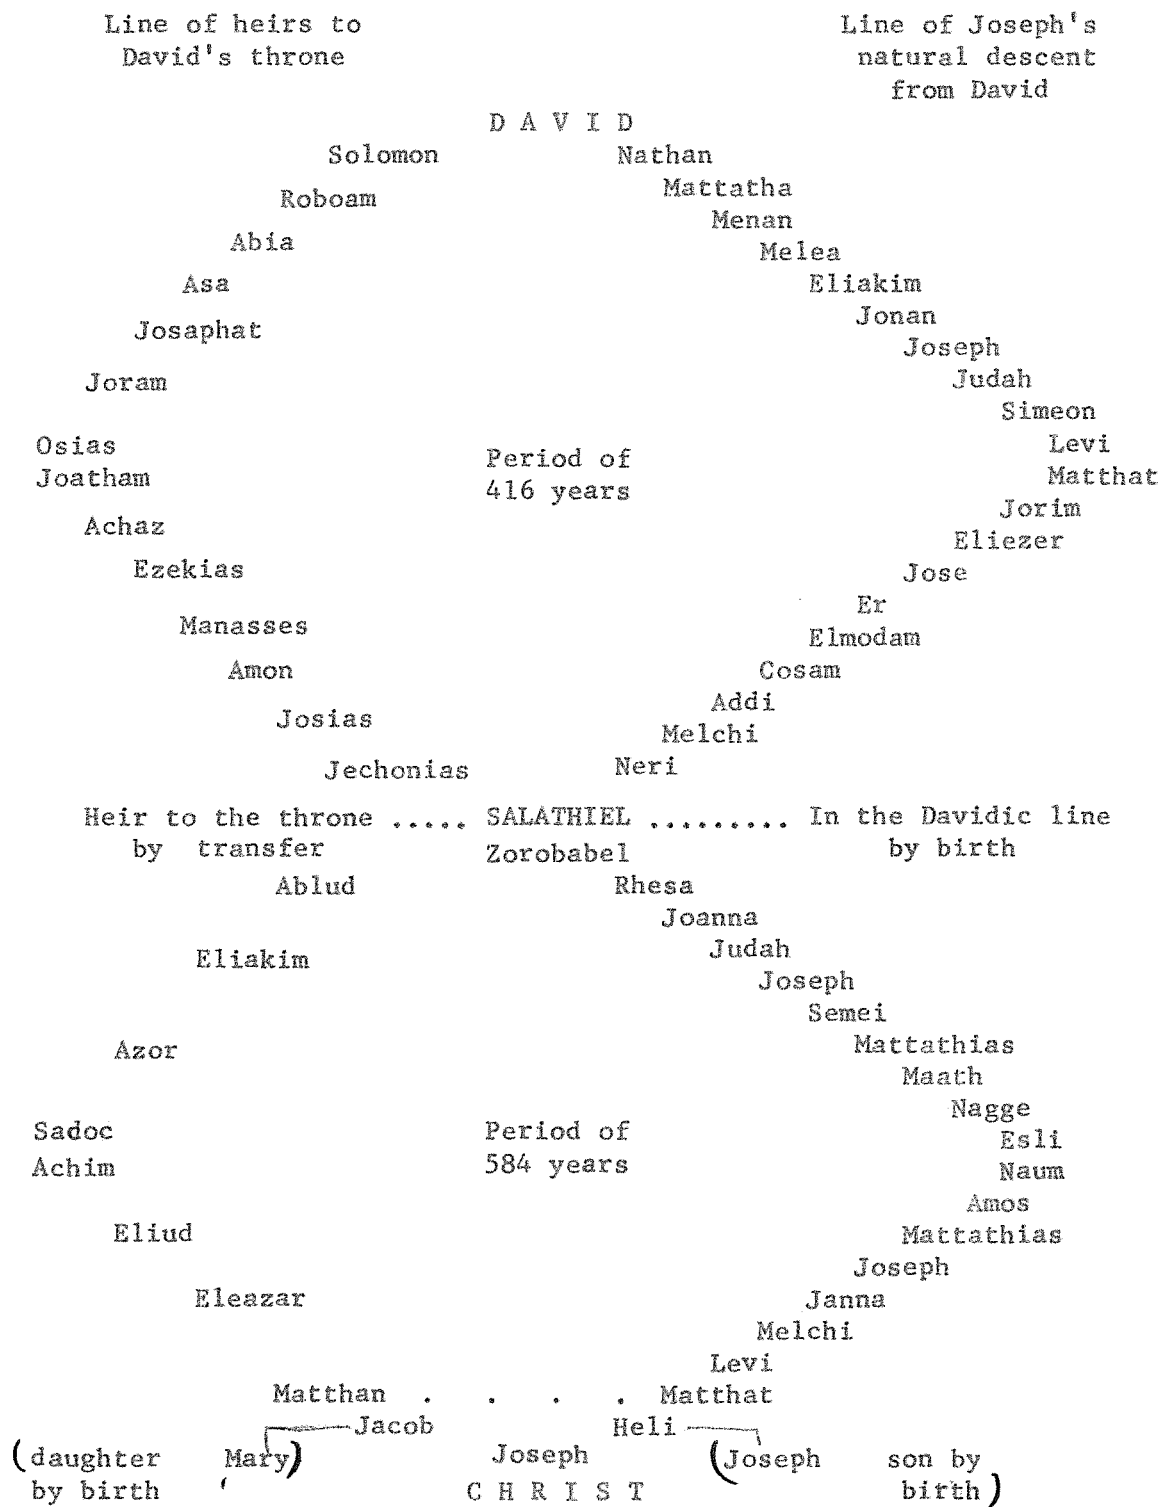 Line of heirs to Line of Joseph's
David's throne natural descent
from David
D A V I D
Solomon Nathan
Roboam Mattatha
Menan
Abia Melea
Asa Eliakim
Jonan
Josaphat Joseph
Joram Judah
Simeon
Osias Period of Levi
Joatham 416 years Matthat
Achaz Jorim
Eliezer
Ezekias Jose
Er
Manasses Elmodam
Amon Cosam
Addi
Josias Melchi
Jechonias Neri
Heir to the throne ..... SALATHIEL ......... In the Davidic line
by transfer Zorobabel by birth
Ablud Rhesa
Joanna
Eliakim Judah
Joseph
Semei
Azor Mattathias
Maath
Nagge
Sadoc Period of Esli
Achim 584 years Naum
Amos
Eliud Mattathias
Joseph
Eleazar Janna
Melchi
Levi
Matthan . . . . Matthat
Jacob Heli
(daughter Mary) Joseph (Joseph son by
by birth C H R I S T birth)